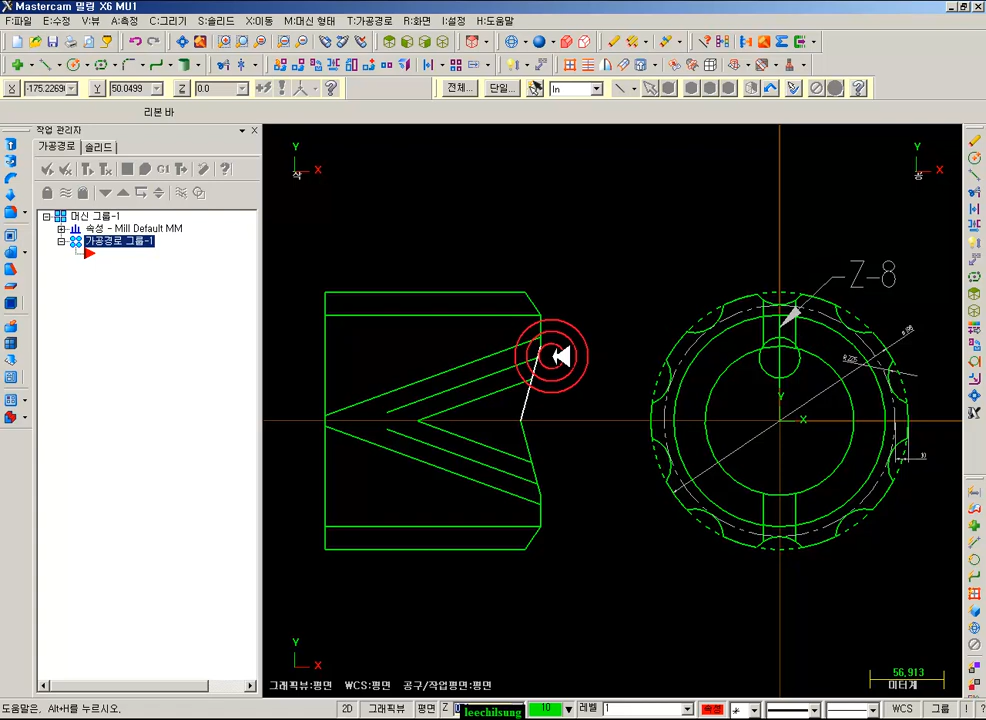 Mastercam 밀링 X6 MU1
F:파일 E:수정 V:뷰 A:측정 C:그리기 S:솔리드 X:이동 M:머신 형태 T:가공경로 R:화면 I:설정 H:도움말
X -175.2269 Y 50.0499 Z 0.0 전체... 단일... In
리본 바
작업 관리자
가공경로 솔리드
G1
머신 그룹-1
속성 - Mill Default MM
가공경로 그룹-1
Y
X
Y
X
Z-8
Y
X
10
Y
X
그래픽뷰:평면 WCS:평면 공구/작업평면:평면
56,913
미터계
도움말은, Alt+H를 누르시오.
2D 그래픽뷰 평면 Z 10 레벨 1 속성 WCS 그룹 ! ?
leechilsung